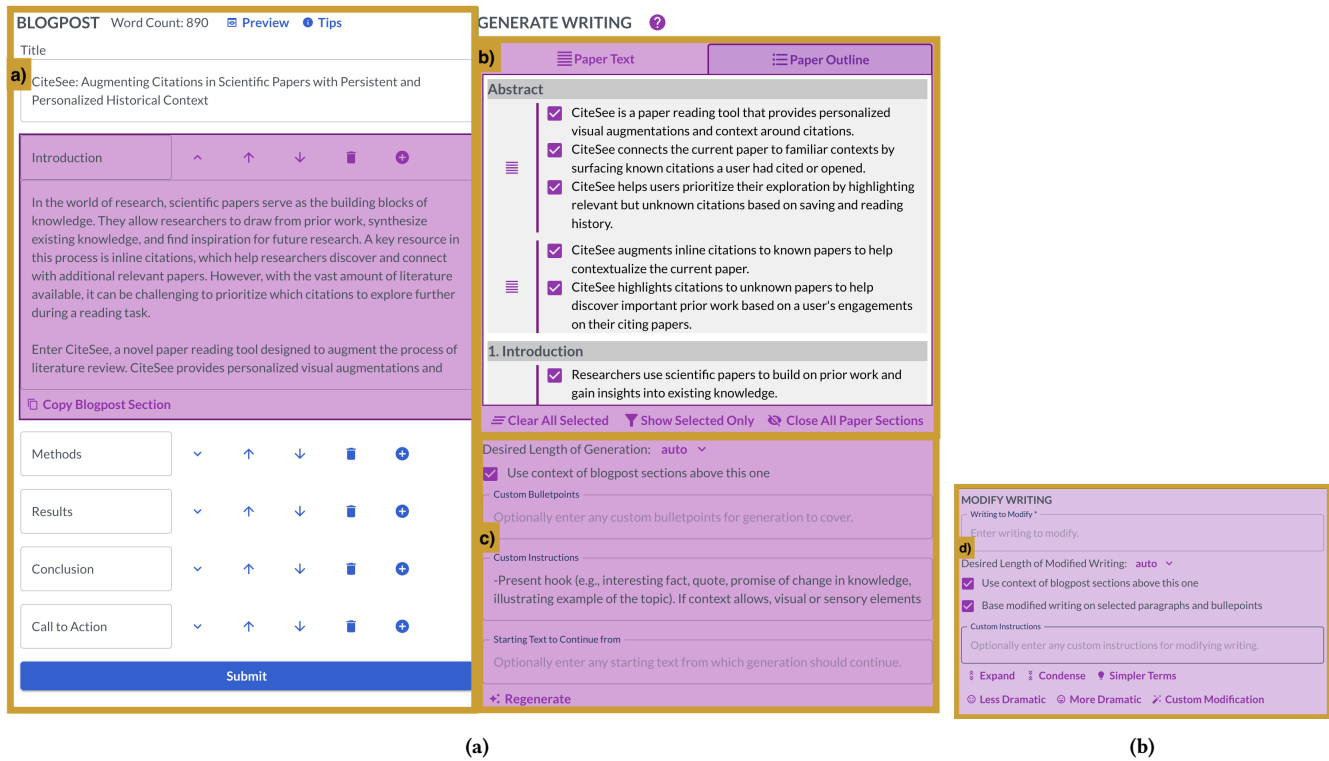 BLOGPOST Word Count: 890 Preview Tips
Title
a)
CiteSee: Augmenting Citations in Scientific Papers with Persistent and
Personalized Historical Context
Introduction
In the world of research, scientific papers serve as the building blocks of
knowledge. They allow researchers to draw from prior work, synthesize
existing knowledge, and find inspiration for future research. A key resource in
this process is inline citations, which help researchers discover and connect
with additional relevant papers. However, with the vast amount of literature
available, it can be challenging to prioritize which citations to explore further
during a reading task.
Enter CiteSee, a novel paper reading tool designed to augment the process of
literature review. CiteSee provides personalized visual augmentations and
Copy Blogpost Section
Methods
Results
Conclusion
Call to Action
Submit
GENERATE WRITING ?
b)
Paper Text Paper Outline
Abstract
CiteSee is a paper reading tool that provides personalized
visual augmentations and context around citations.
CiteSee connects the current paper to familiar contexts by
surfacing known citations a user had cited or opened.
CiteSee helps users prioritize their exploration by highlighting
relevant but unknown citations based on saving and reading
history.
CiteSee augments inline citations to known papers to help
contextualize the current paper.
CiteSee highlights citations to unknown papers to help
discover important prior work based on a user's engagements
on their citing papers.
1. Introduction
Researchers use scientific papers to build on prior work and
gain insights into existing knowledge.
Clear All Selected Show Selected Only Close All Paper Sections
Desired Length of Generation: auto
Use context of blogpost sections above this one
Custom Bulletpoints
Optionally enter any custom bulletpoints for generation to cover.
c)
Custom Instructions
-Present hook (e.g., interesting fact, quote, promise of change in knowledge,
illustrating example of the topic). If context allows, visual or sensory elements
Starting Text to Continue from
Optionally enter any starting text from which generation should continue.
Regenerate
(a)
MODIFY WRITING
Writing to Modify *
Enter writing to modify.
d)
Desired Length of Modified Writing: auto
Use context of blogpost sections above this one
Base modified writing on selected paragraphs and bullepoints
Custom Instructions
Optionally enter any custom instructions for modifying writing.
Expand Condense Simpler Terms
Less Dramatic More Dramatic Custom Modification
(b)